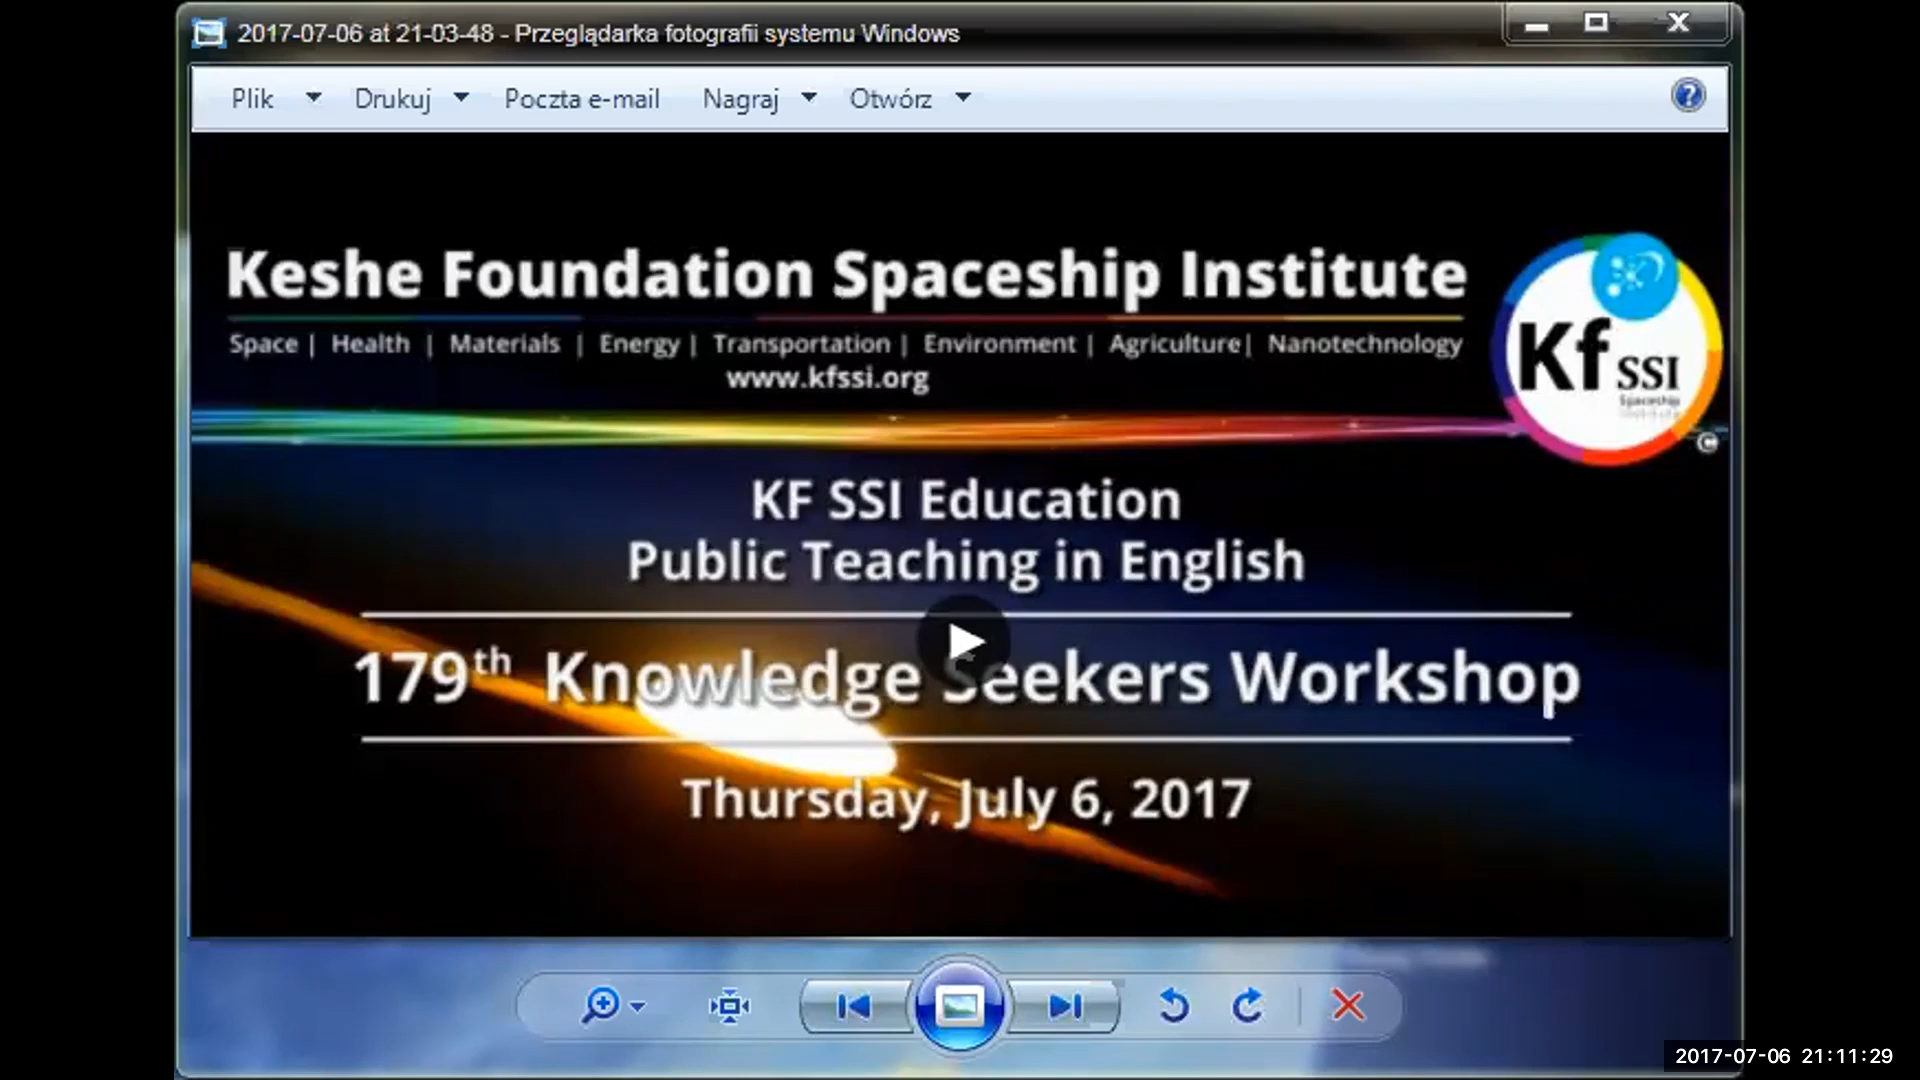 2017-07-06 at 21-03-48 - Przeglądarka fotografii systemu Windows
Plik Drukuj Poczta e-mail Nagraj Otwórz
Keshe Foundation Spaceship Institute
Space | Health | Materials | Energy | Transportation | Environment | Agriculture | Nanotechnology
www.kfssi.org
Kf SSI
Spaceship
©
KF SSI Education
Public Teaching in English
179th Knowledge Seekers Workshop
Thursday, July 6, 2017
2017-07-06 21:11:29